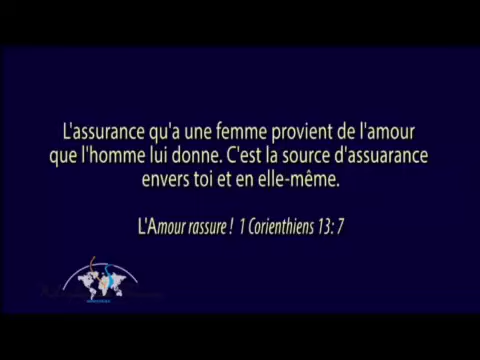 L'assurance qu'a une femme provient de l'amour
que l'homme lui donne. C'est la source d'assuarance
envers toi et en elle-même.
L'Amour rassure ! 1 Corienthiens 13: 7